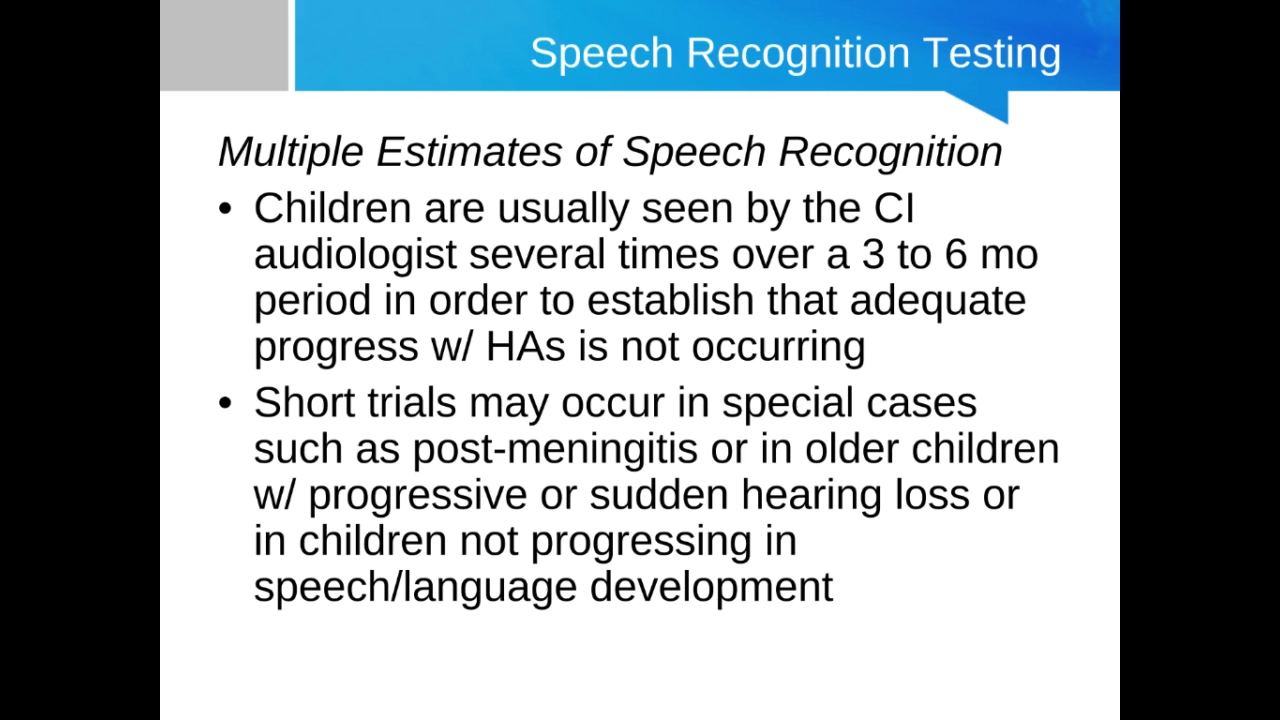 Speech Recognition Testing
Multiple Estimates of Speech Recognition
• Children are usually seen by the CI
audiologist several times over a 3 to 6 mo
period in order to establish that adequate
progress w/ HAs is not occurring
• Short trials may occur in special cases
such as post-meningitis or in older children
w/ progressive or sudden hearing loss or
in children not progressing in
speech/language development